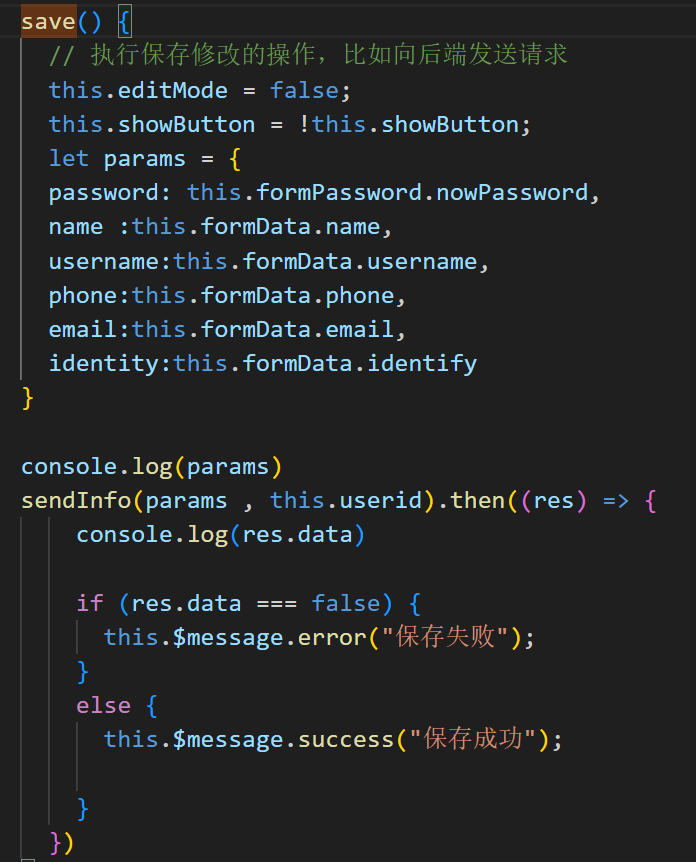 save() {
// 执行保存修改的操作，比如向后端发送请求
this.editMode = false;
this.showButton = !this.showButton;
let params = {
password: this.formPassword.nowPassword,
name :this.formData.name,
username:this.formData.username,
phone:this.formData.phone,
email:this.formData.email,
identity:this.formData.identify
}
console.log(params)
sendInfo(params , this.userid).then((res) => {
console.log(res.data)
if (res.data === false) {
this.$message.error("保存失败");
}
else {
this.$message.success("保存成功");
}
})